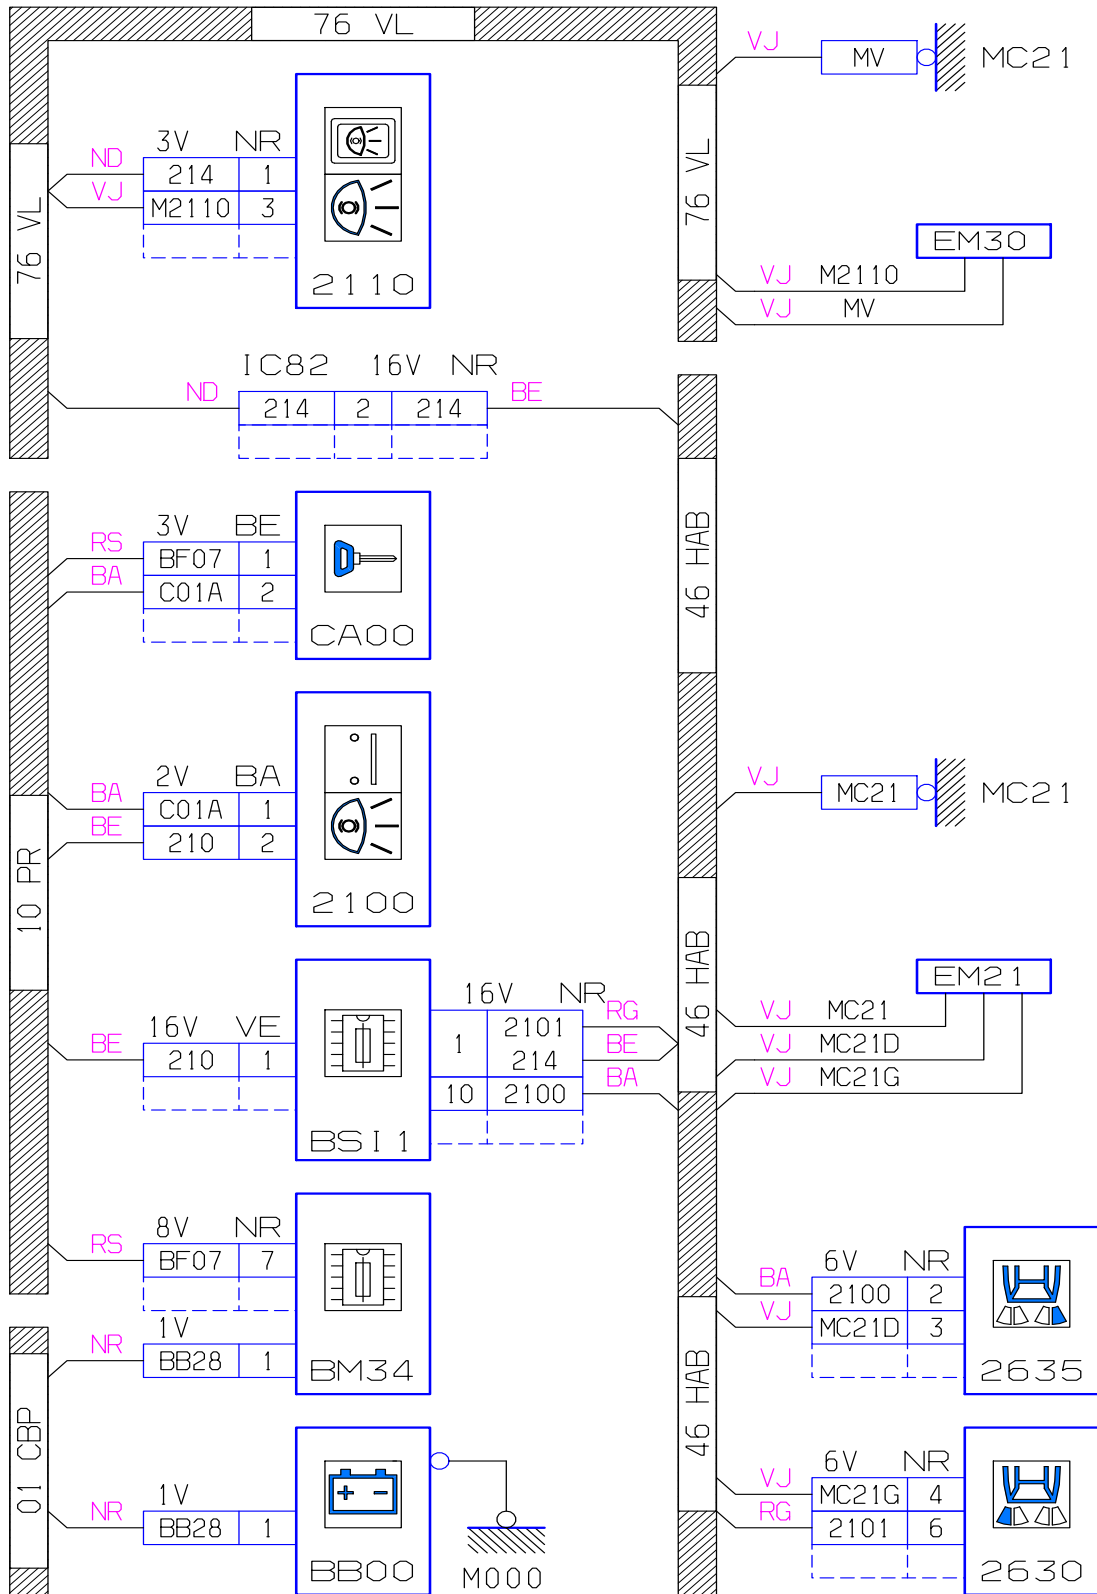 76 VL
VJ MV MC21
3V NR
ND 214 1
VJ M2110 3
2110
76 VL
76 VL
EM30
VJ M2110
VJ MV
IC82 16V NR
ND 214 2 214 BE
3V BE
RS BF07 1
BA C01A 2
CA00
46 HAB
2V BA
BA C01A 1
BE 210 2
2100
VJ MC21 MC21
10 PR
46 HAB
EM21
16V VE
BE 210 1
BSI1
16V NR
1 2101 RG
214 BE
10 2100 BA
VJ MC21
VJ MC21D
VJ MC21G
8V NR
RS BF07 7
1V
NR BB28 1
BM34
6V NR
BA 2100 2
VJ MC21D 3
2635
01 CBP
46 HAB
1V
NR BB28 1
BB00
M000
6V NR
VJ MC21G 4
RG 2101 6
2630